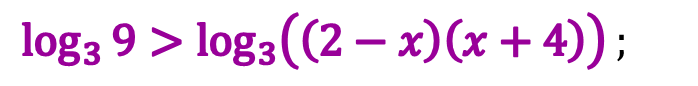 log₃ 9 > log₃((2 − x)(x + 4)) ;